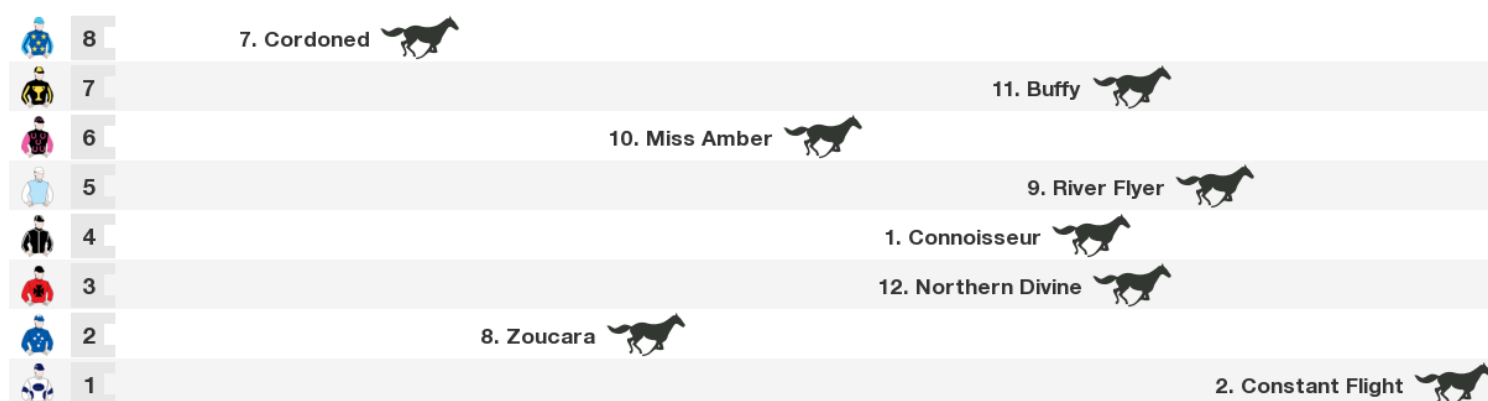 8 7. Cordoned
7 11. Buffy
6 10. Miss Amber
5 9. River Flyer
4 1. Connoisseur
3 12. Northern Divine
2 8. Zoucara
1 2. Constant Flight